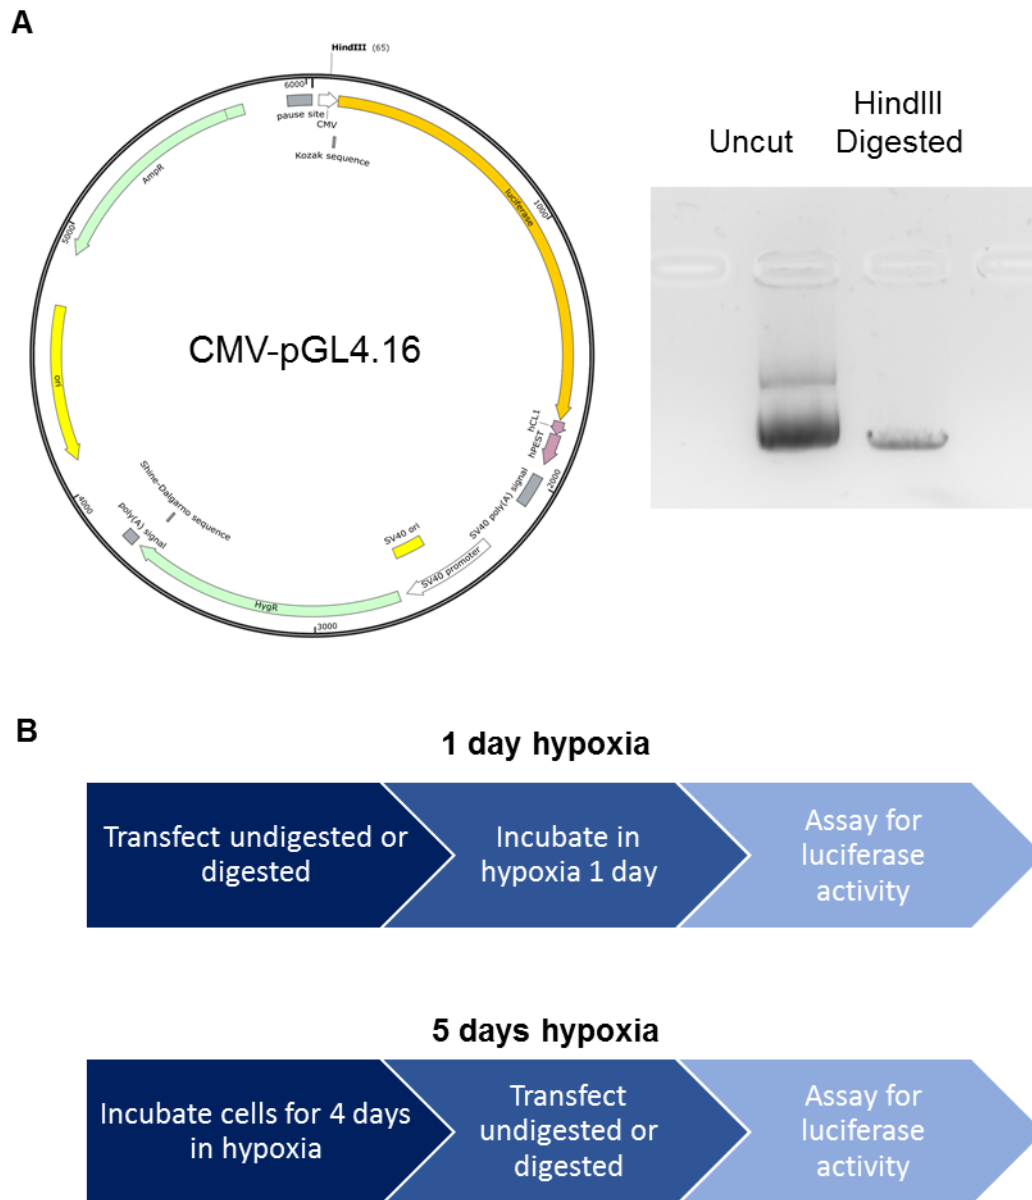 A
HindIII (65)
6000
pause site
CMV
Kozak sequence
luciferase
1000
hCL1
hPEST
2000
SV40 poly(A) signal
SV40 promoter
SV40 ori
3000
HygR
poly(A) signal
Shine-Dalgarno sequence
4000
ori
5000
AmpR
CMV-pGL4.16
Uncut
HindIII
Digested
B
1 day hypoxia
Transfect undigested or
digested
Incubate in
hypoxia 1 day
Assay for
luciferase
activity
5 days hypoxia
Incubate cells for 4 days
in hypoxia
Transfect
undigested or
digested
Assay for
luciferase
activity